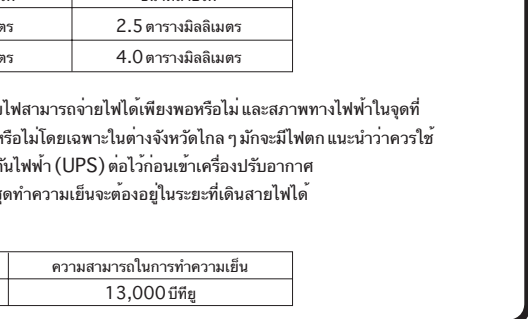 ตร 2.5 ตารางมิลลิเมตร
ตร 4.0 ตารางมิลลิเมตร
ยไฟสามารถจ่ายไฟได้เพียงพอหรือไม่ และสภาพทางไฟฟ้าในจุดที่
หรือไม่โดยเฉพาะในต่างจังหวัดไกล ๆ มักจะมีไฟตก แนะนำว่าควรใช้
กันไฟฟ้า (UPS) ต่อไว้ก่อนเข้าเครื่องปรับอากาศ
สุดทำความเย็นจะต้องอยู่ในระยะที่เดินสายไฟได้
ความสามารถในการทำความเย็น
13,000 บีทียู